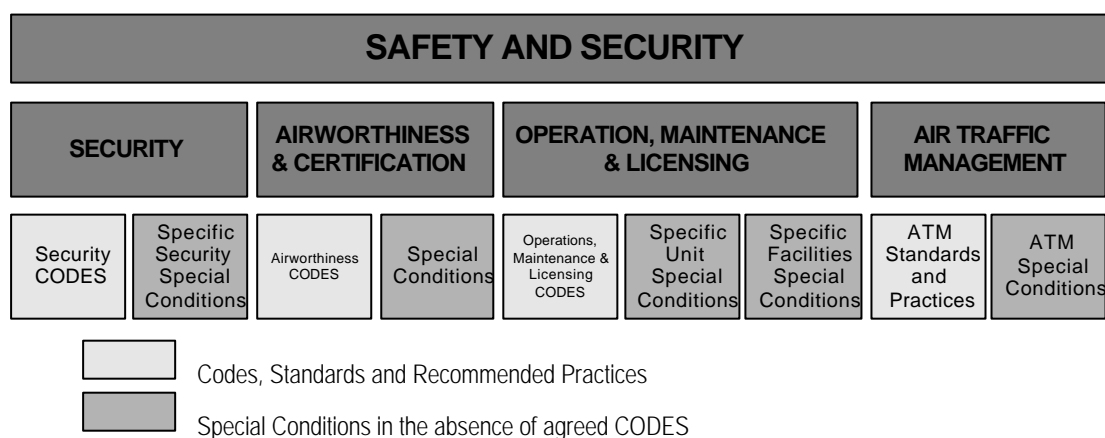 SAFETY AND SECURITY
SECURITY
AIRWORTHINESS
& CERTIFICATION
OPERATION, MAINTENANCE
& LICENSING
AIR TRAFFIC
MANAGEMENT
Security
CODES
Specific
Security
Special
Conditions
Airworthiness
CODES
Special
Conditions
Operations,
Maintenance &
Licensing
CODES
Specific
Unit
Special
Conditions
Specific
Facilities
Special
Conditions
ATM
Standards
and
Practices
ATM
Special
Conditions
Codes, Standards and Recommended Practices
Special Conditions in the absence of agreed CODES